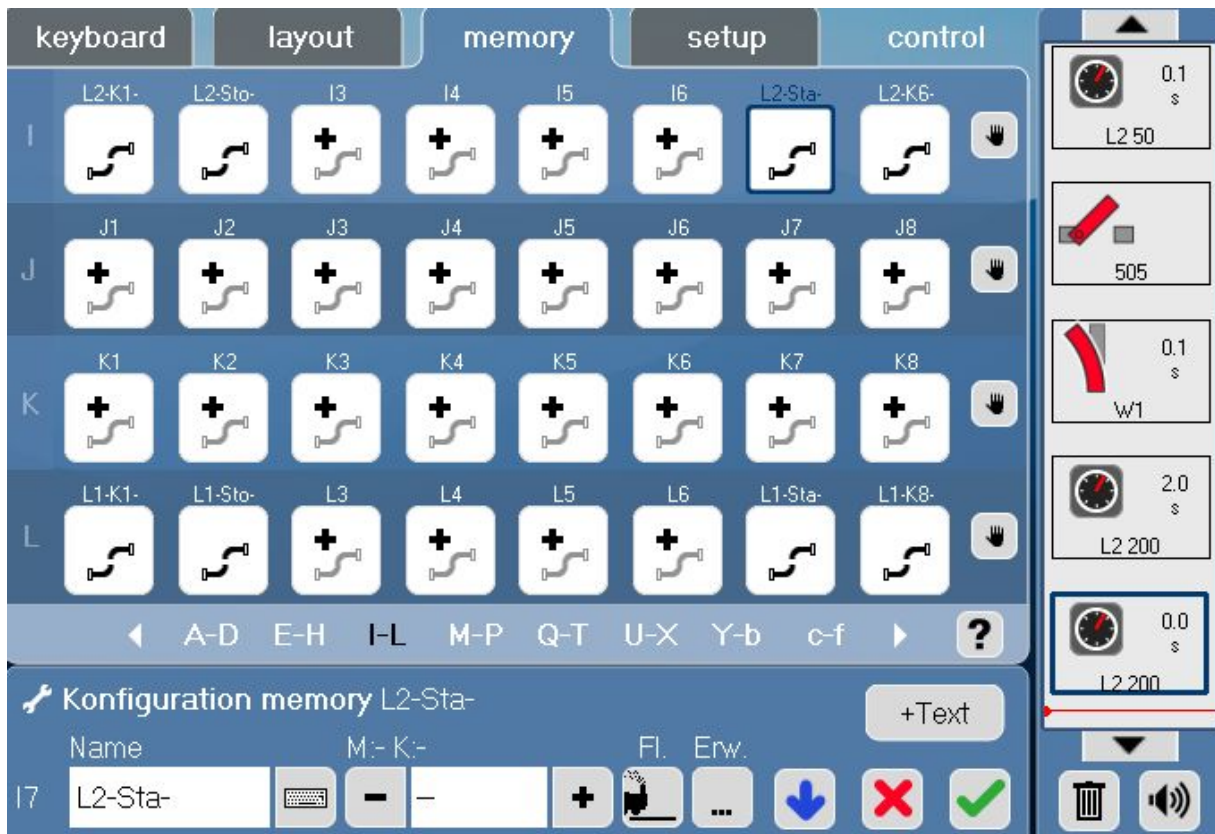 keyboard layout memory setup control
L2-K1- L2-Sto- I3 I4 I5 I6 L2-Sta- L2-K6-
I
J1 J2 J3 J4 J5 J6 J7 J8
J
K1 K2 K3 K4 K5 K6 K7 K8
K
L1-K1- L1-Sto- L3 L4 L5 L6 L1-Sta- L1-K8-
L
A-D E-H I-L M-P Q-T U-X Y-b c-f ?
Konfiguration memory L2-Sta-
+Text
Name M:- K:- Fl. Erw.
I7 L2-Sta- - – + ...
0.1
s
L2 50
505
0.1
s
W1
2.0
s
L2 200
0.0
s
L2 200